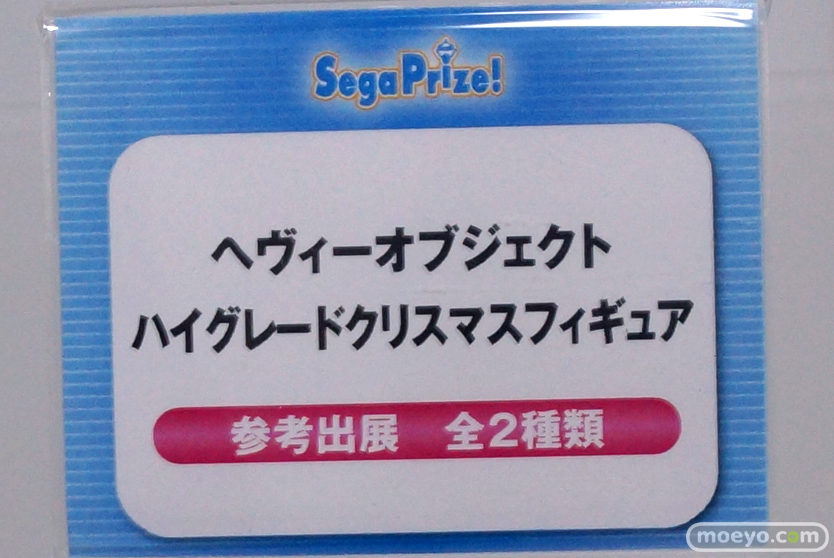 SegaPrize!
ヘヴィーオブジェクト
ハイグレードクリスマスフィギュア
参考出展　全2種類
moeyo.com